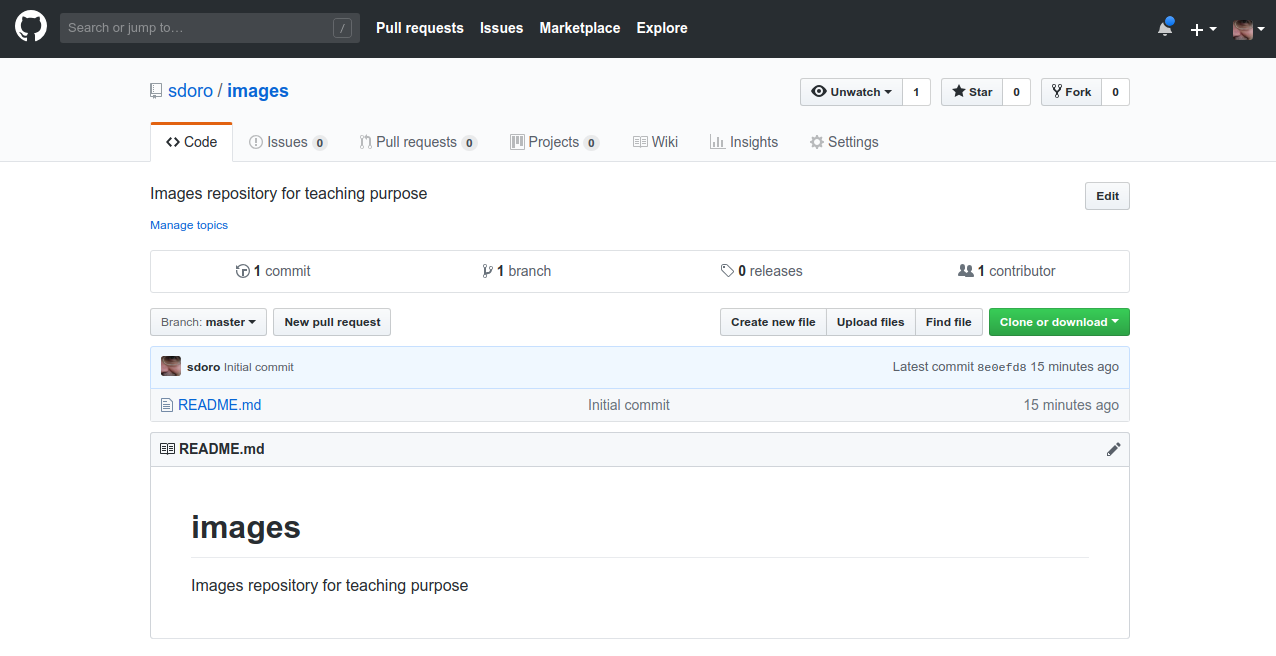 Search or jump to… /
Pull requests Issues Marketplace Explore
sdoro / images
Unwatch 1 Star 0 Fork 0
Code Issues 0 Pull requests 0 Projects 0 Wiki Insights Settings
Images repository for teaching purpose Edit
Manage topics
1 commit 1 branch 0 releases 1 contributor
Branch: master New pull request Create new file Upload files Find file Clone or download
sdoro Initial commit Latest commit 8e0efd8 15 minutes ago
README.md Initial commit 15 minutes ago
README.md
images
Images repository for teaching purpose